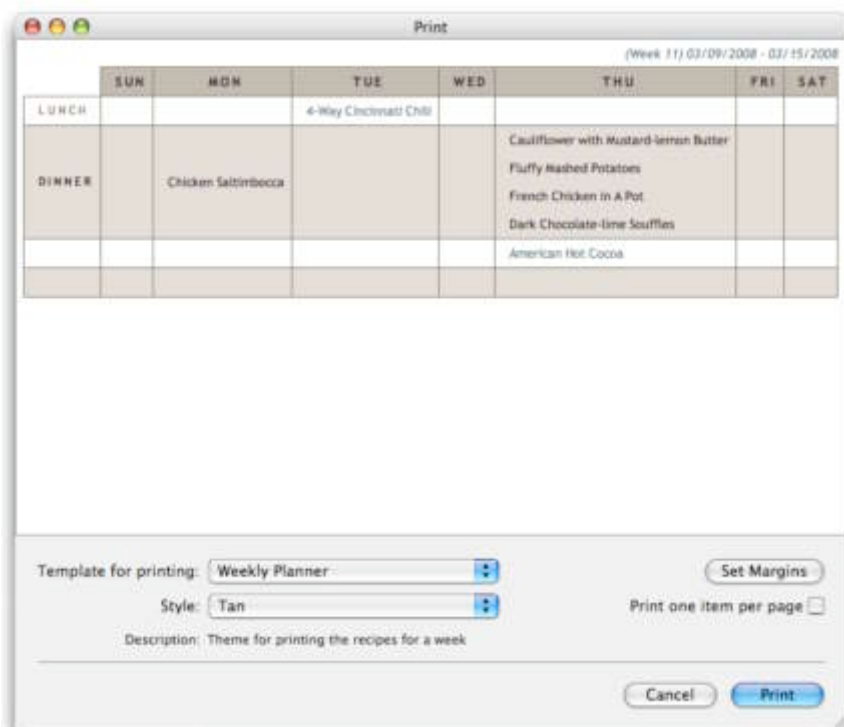 Print
(Week 11) 03/09/2008 - 03/15/2008
SUN MON TUE WED THU FRI SAT
LUNCH 4-Way Cincinnati Chili
Cauliflower with Mustard-lemon Butter
Fluffy Mashed Potatoes
DINNER Chicken Saltimbocca
French Chicken in A Pot
Dark Chocolate-lime Souffles
American Hot Cocoa
Template for printing: Weekly Planner Set Margins
Style: Tan Print one item per page
Description: Theme for printing the recipes for a week
Cancel Print